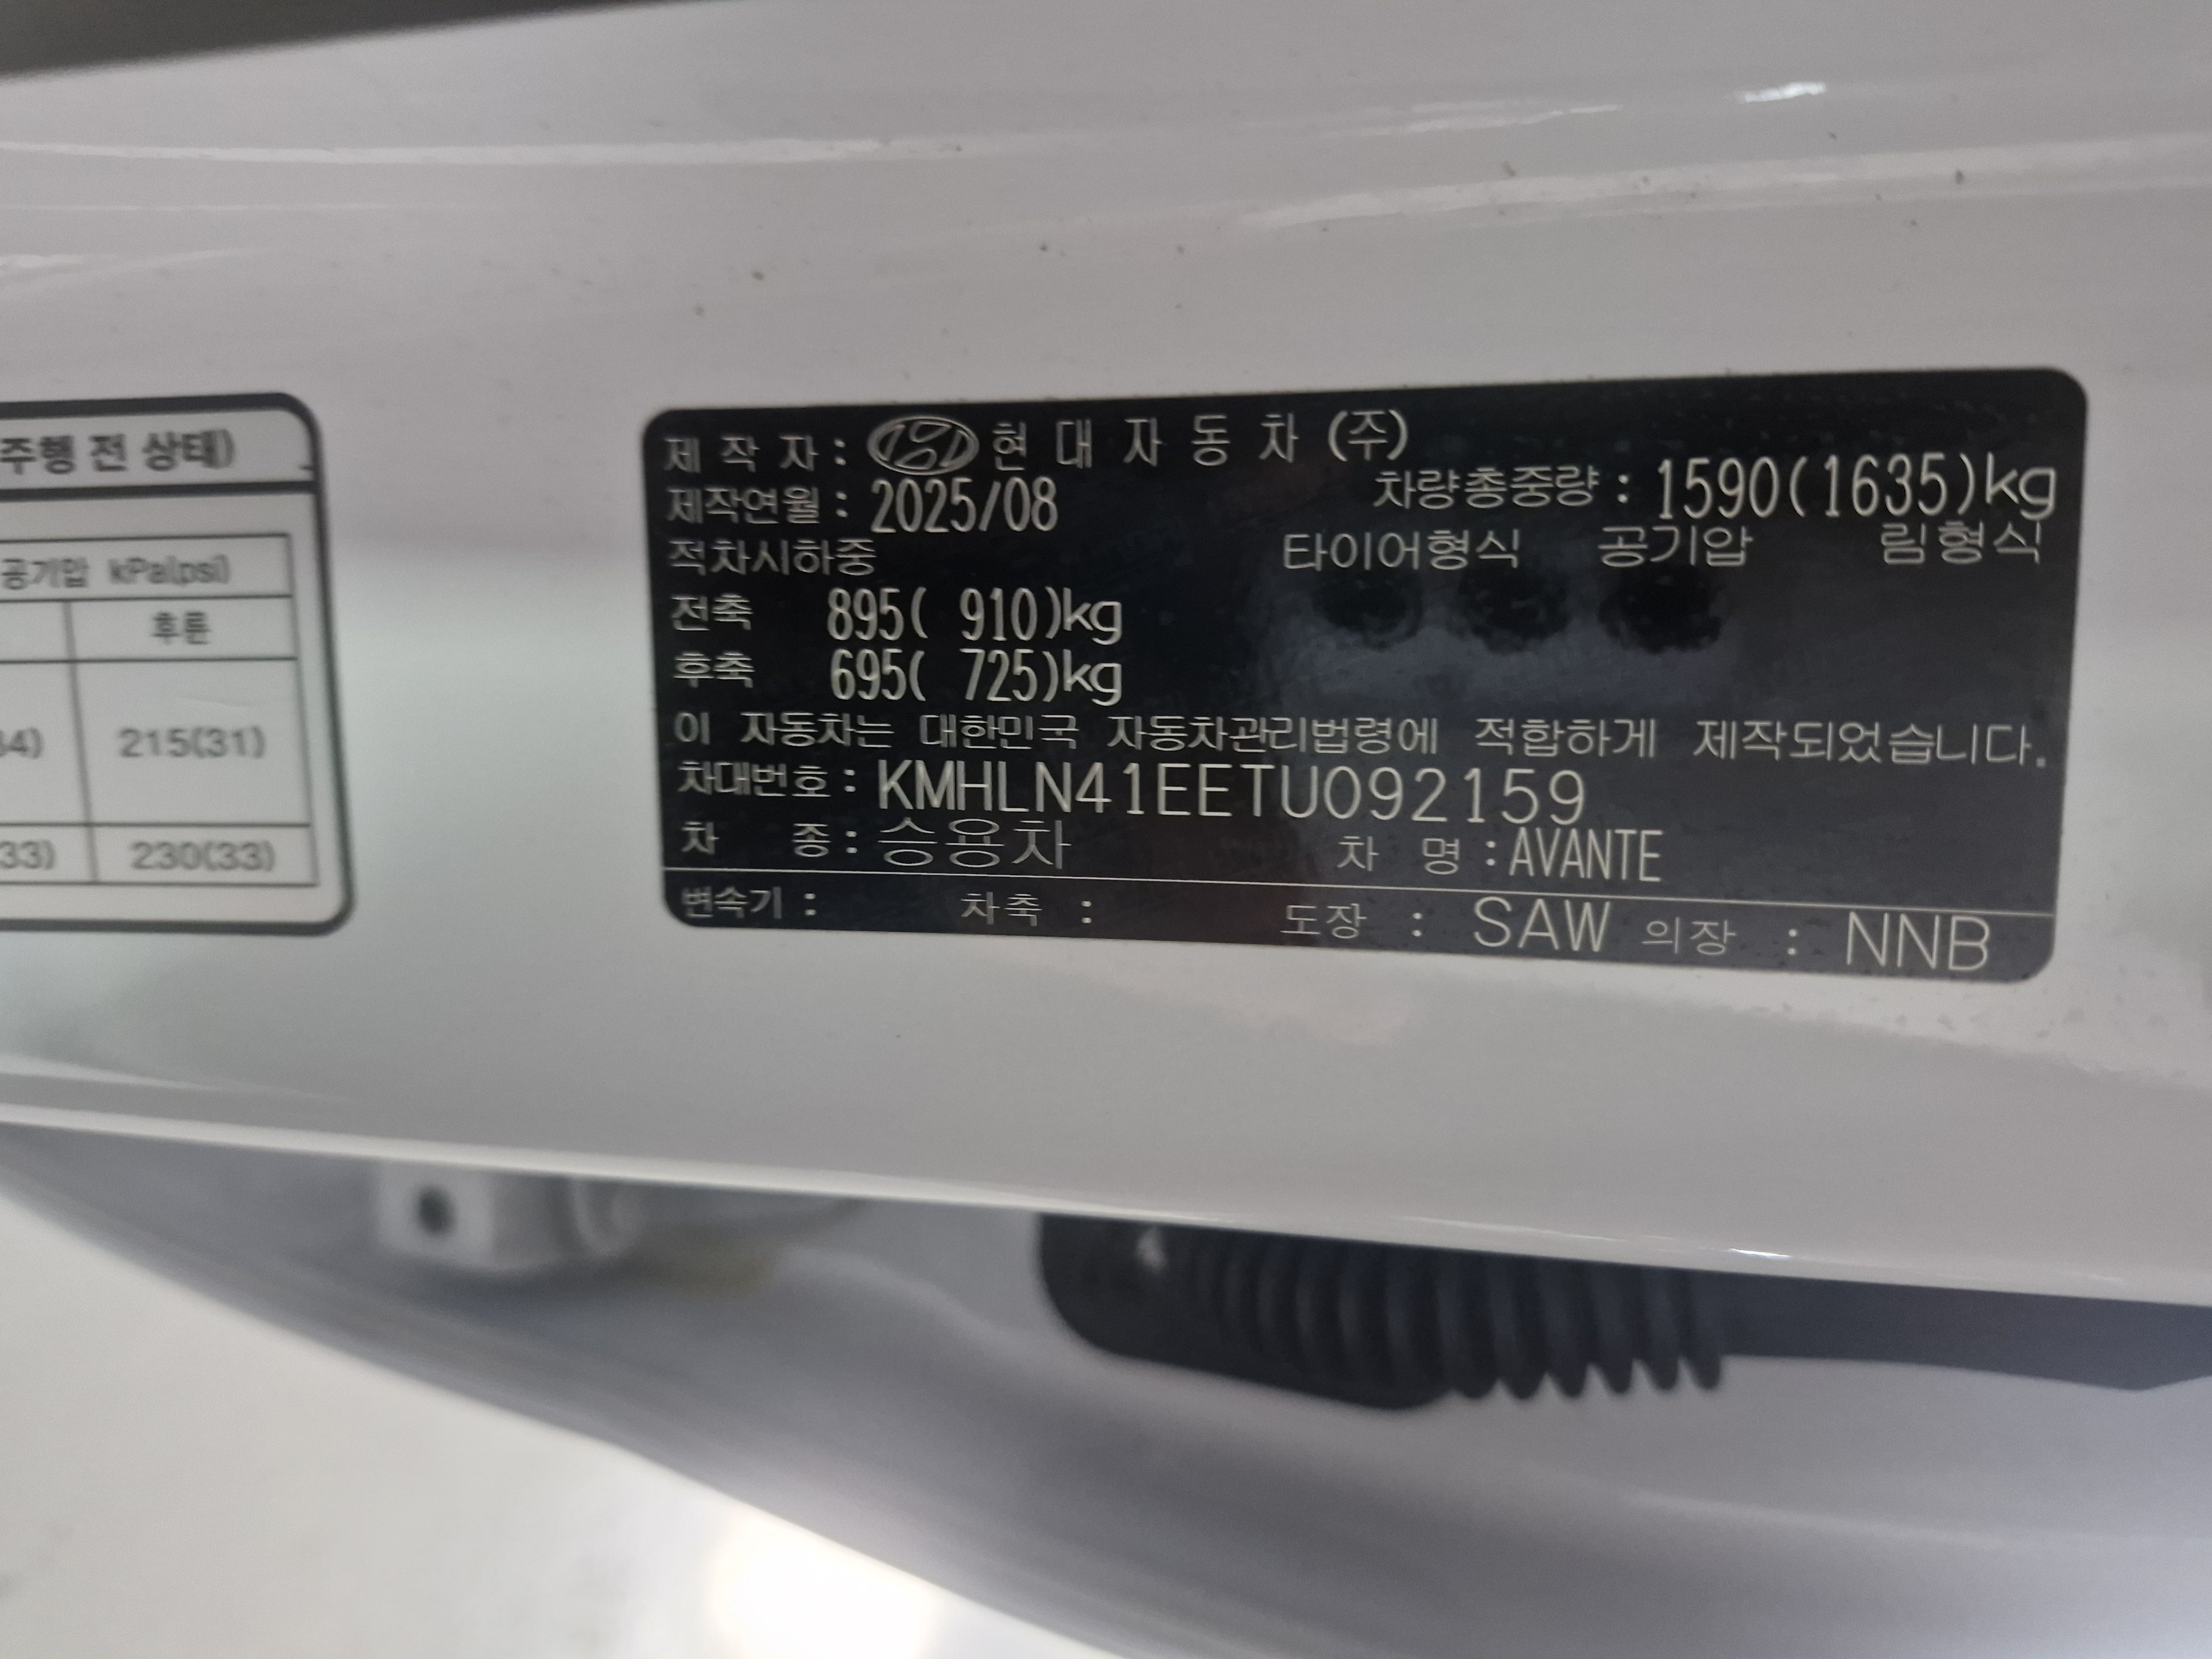 주행 전 상태)
공기압 kPa(psi)
후륜
34) 215(31)
33) 230(33)
제 작 자 : 현 대 자 동 차 (주)
제작연월 : 2025/08 차량총중량 : 1590(1635)kg
적차시하중 타이어형식 공기압 림형식
전축 895( 910)kg
후축 695( 725)kg
이 자동차는 대한민국 자동차관리법령에 적합하게 제작되었습니다.
차대번호 : KMHLN41EETU092159
차 종 : 승용차 차 명 : AVANTE
변속기 : 차축 : 도장 : SAW 의장 : NNB